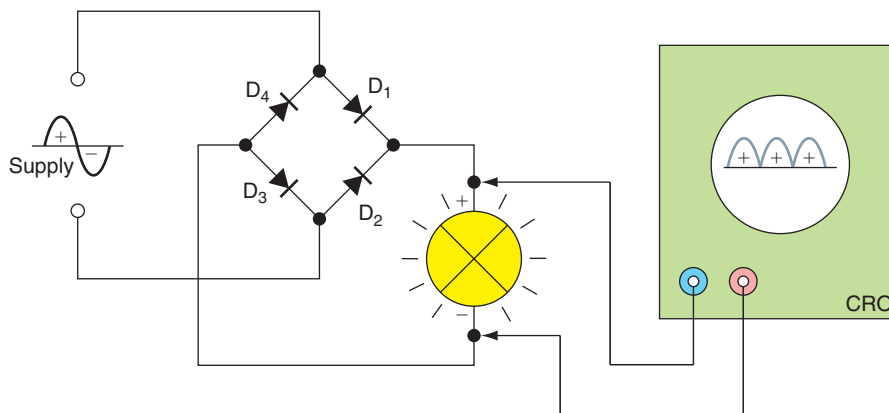 D4
D1
+
−
Supply
D3
D2
+
−
+ + +
CRO